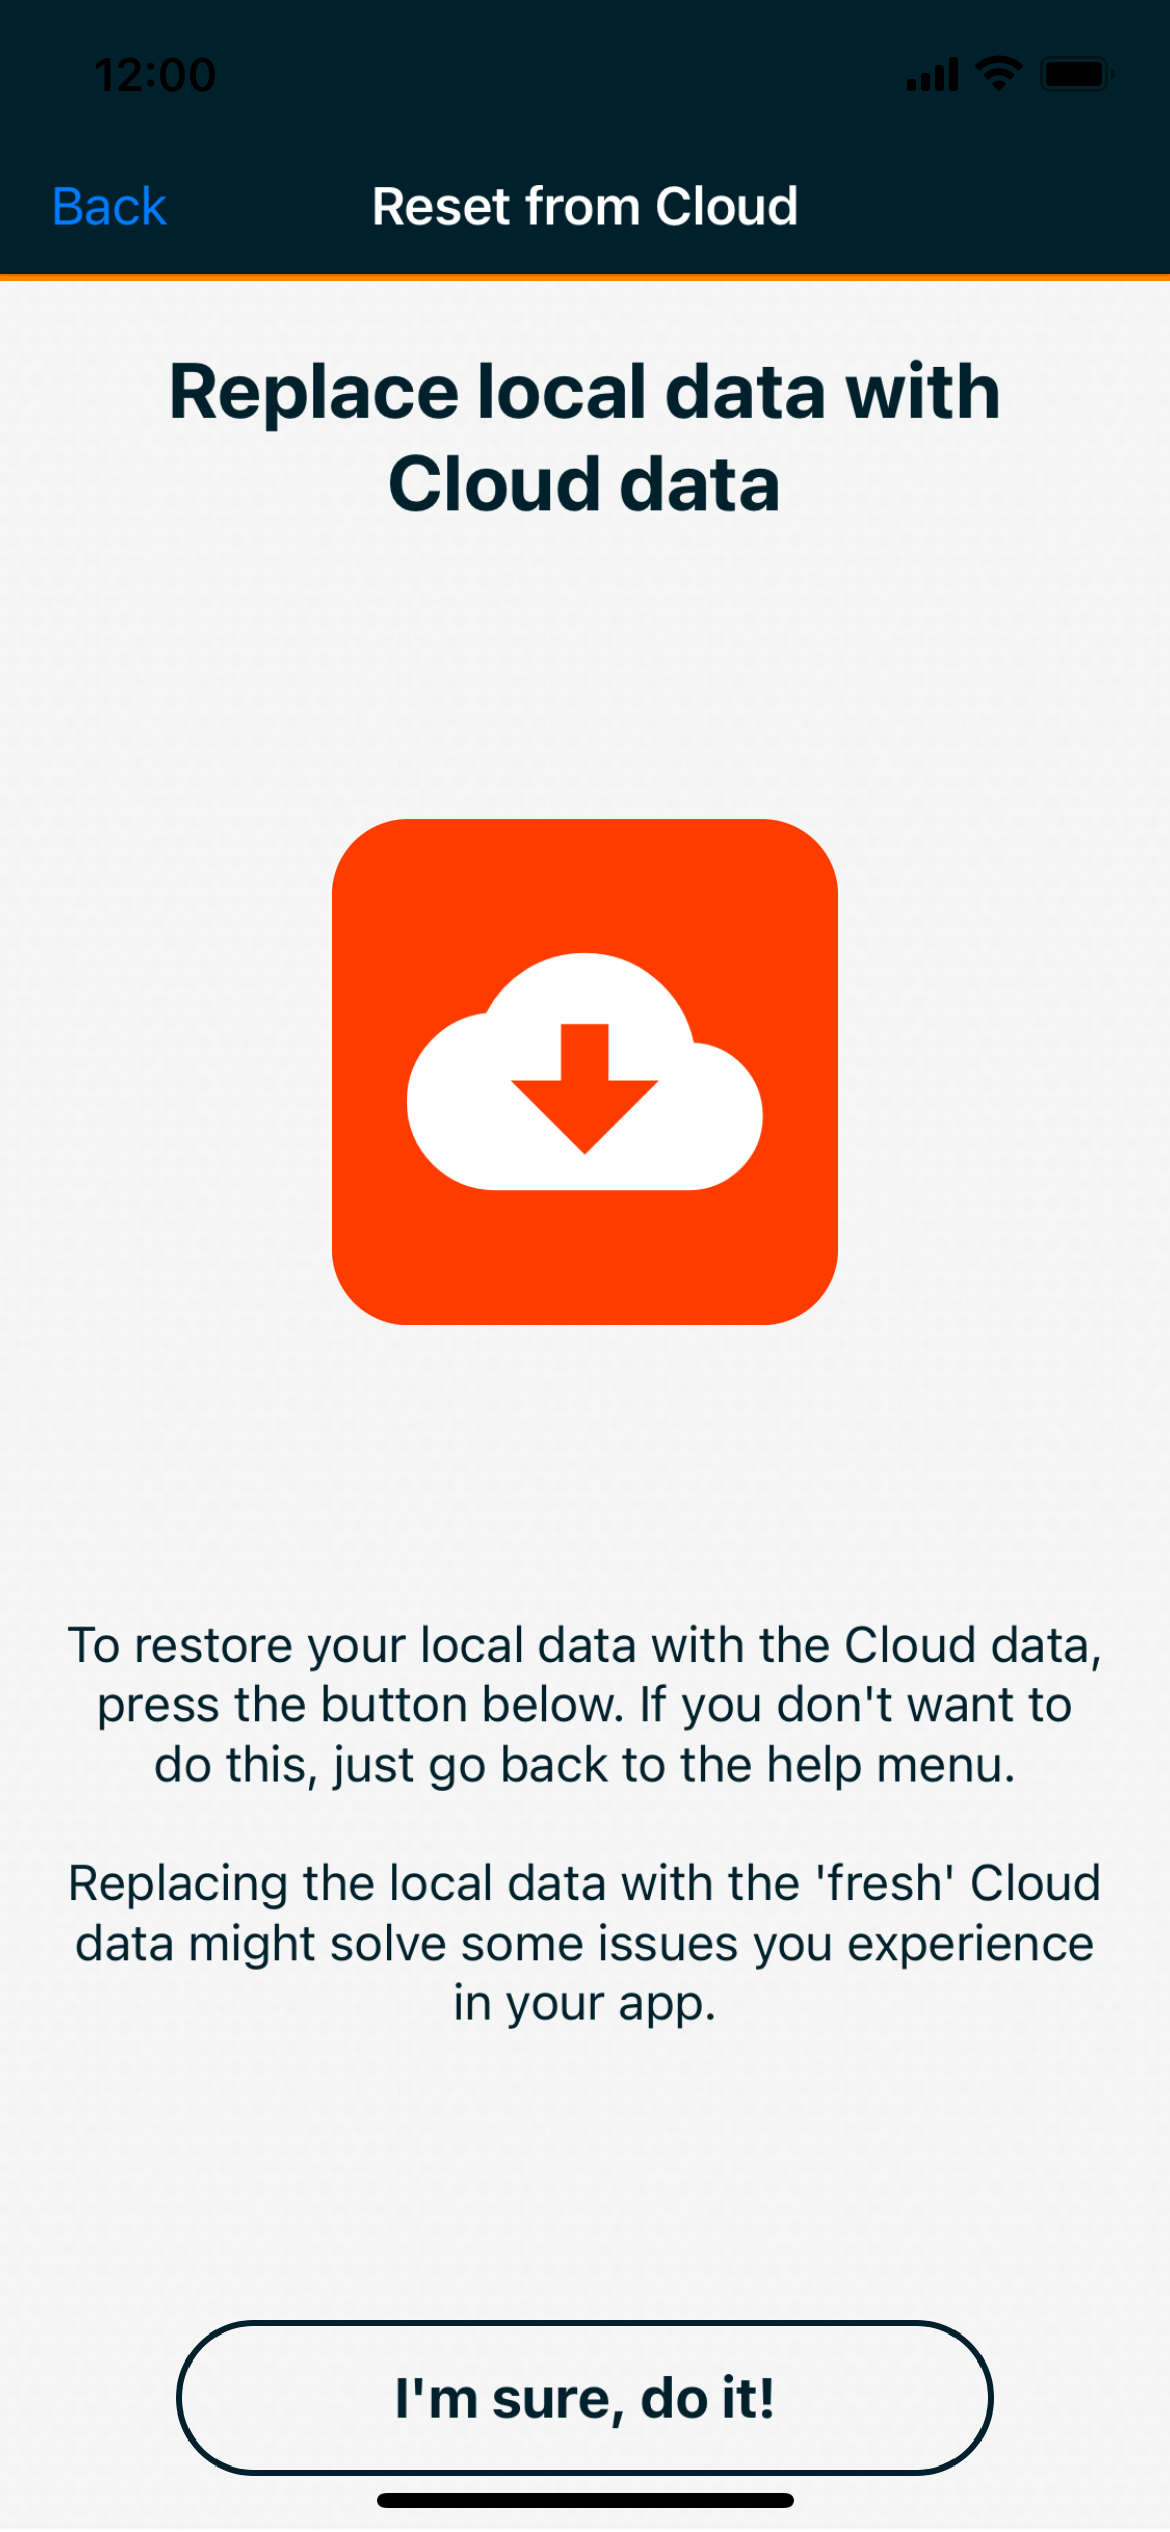 12:00
Back
Reset from Cloud
Replace local data with
Cloud data
To restore your local data with the Cloud data,
press the button below. If you don't want to
do this, just go back to the help menu.
Replacing the local data with the 'fresh' Cloud
data might solve some issues you experience
in your app.
I'm sure, do it!